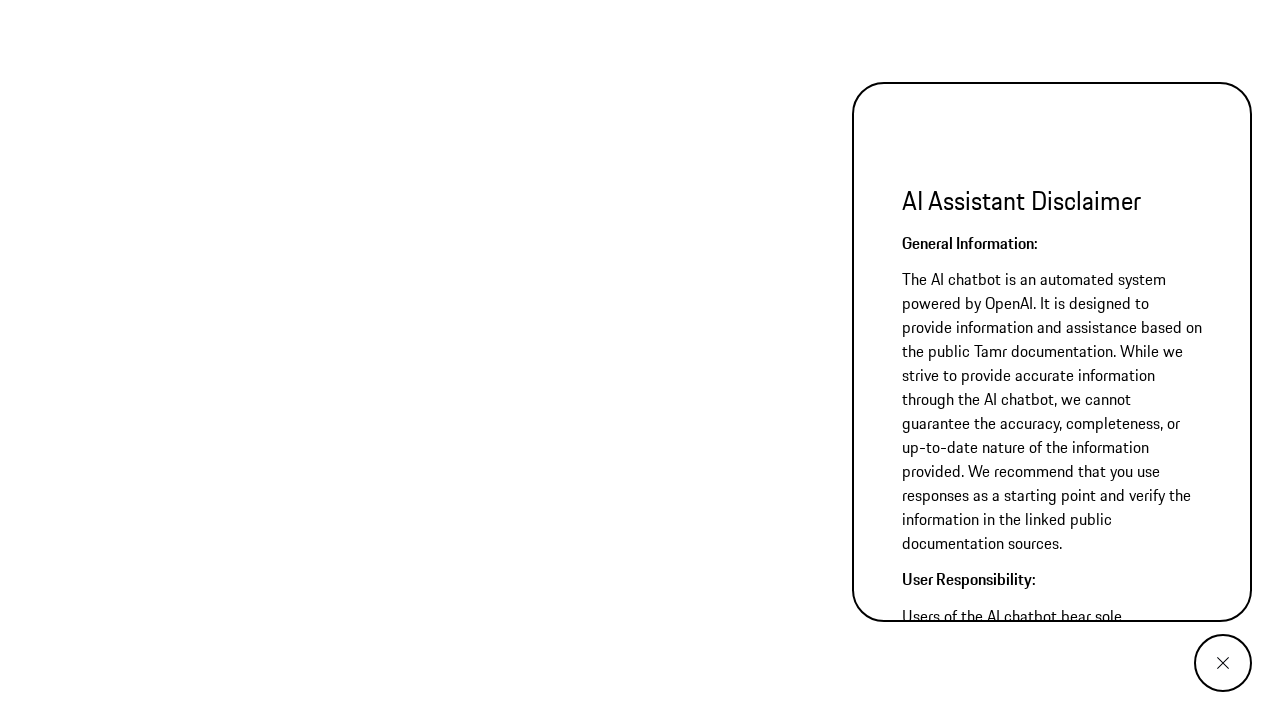 AI Assistant Disclaimer
General Information:
The AI chatbot is an automated system
powered by OpenAI. It is designed to
provide information and assistance based on
the public Tamr documentation. While we
strive to provide accurate information
through the AI chatbot, we cannot
guarantee the accuracy, completeness, or
up-to-date nature of the information
provided. We recommend that you use
responses as a starting point and verify the
information in the linked public
documentation sources.
User Responsibility:
Users of the AI chatbot bear sole